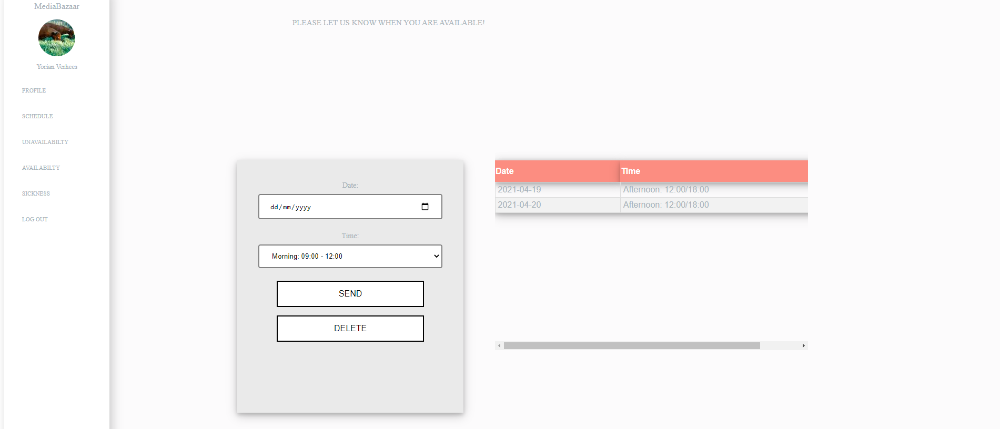 MediaBazaar
Yorian Verhees
PROFILE
SCHEDULE
UNAVAILABILTY
AVAILABILTY
SICKNESS
LOG OUT
PLEASE LET US KNOW WHEN YOU ARE AVAILABLE!
Date:
dd/mm/yyyy
Time:
Morning: 09:00 - 12:00
SEND
DELETE
Date Time
2021-04-19 Afternoon: 12:00/18:00
2021-04-20 Afternoon: 12:00/18:00